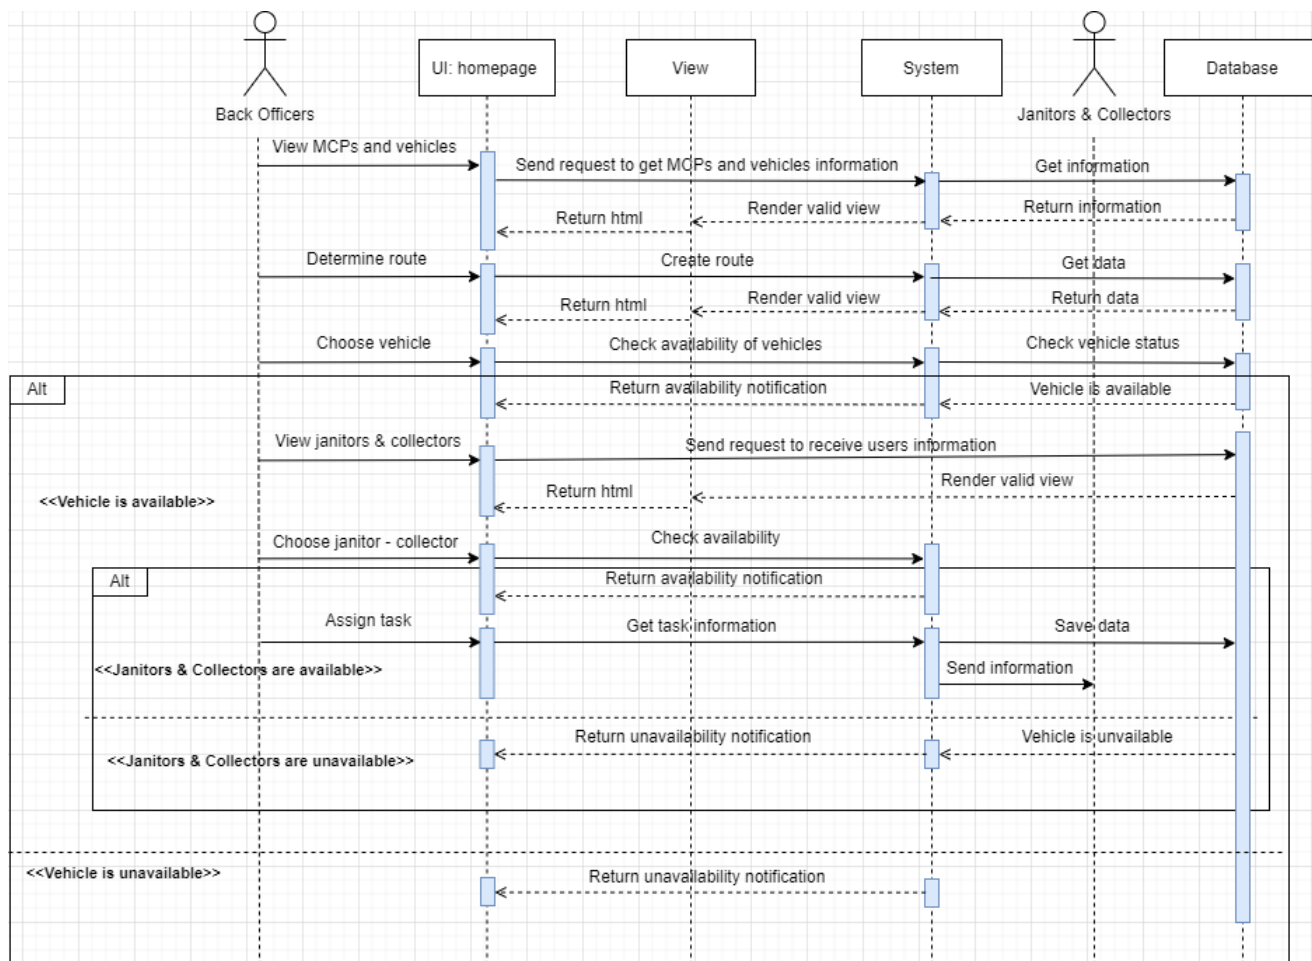 UI: homepage
View
System
Database
Back Officers
Janitors & Collectors
View MCPs and vehicles
Send request to get MCPs and vehicles information
Get information
Return information
Render valid view
Return html
Determine route
Create route
Get data
Return data
Render valid view
Return html
Choose vehicle
Check availability of vehicles
Check vehicle status
Alt
Return availability notification
Vehicle is available
View janitors & collectors
Send request to receive users information
Render valid view
Return html
<<Vehicle is available>>
Choose janitor - collector
Check availability
Alt
Return availability notification
Assign task
Get task information
Save data
<<Janitors & Collectors are available>>
Send information
Return unavailability notification
Vehicle is unvailable
<<Janitors & Collectors are unavailable>>
<<Vehicle is unavailable>>
Return unavailability notification